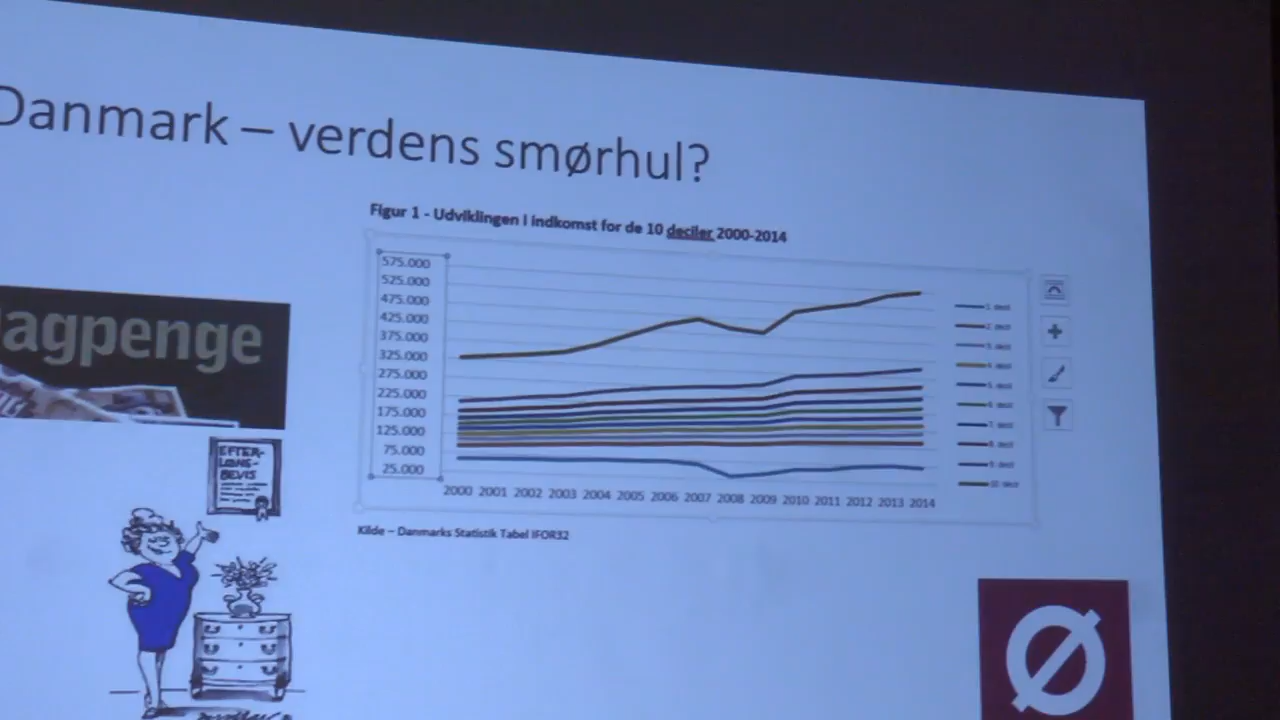 Danmark – verdens smørhul?
Figur 1 - Udviklingen i indkomst for de 10 deciler 2000-2014
575.000
525.000
475.000
425.000
375.000
325.000
275.000
225.000
175.000
125.000
75.000
25.000
2000 2001 2002 2003 2004 2005 2006 2007 2008 2009 2010 2011 2012 2013 2014
Kilde – Danmarks Statistik Tabel IFOR32
agpenge
EFTER-
LØNS-
BEVIS
Ø